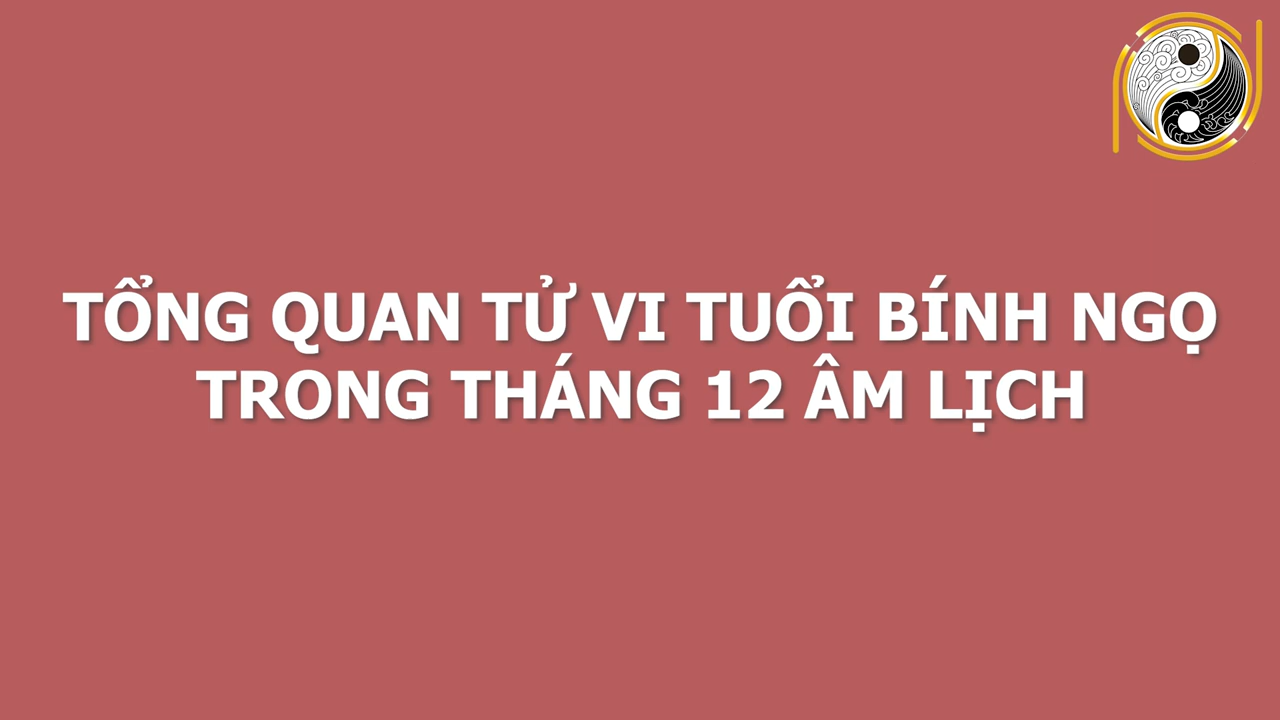 TỔNG QUAN TỬ VI TUỔI BÍNH NGỌ
TRONG THÁNG 12 ÂM LỊCH